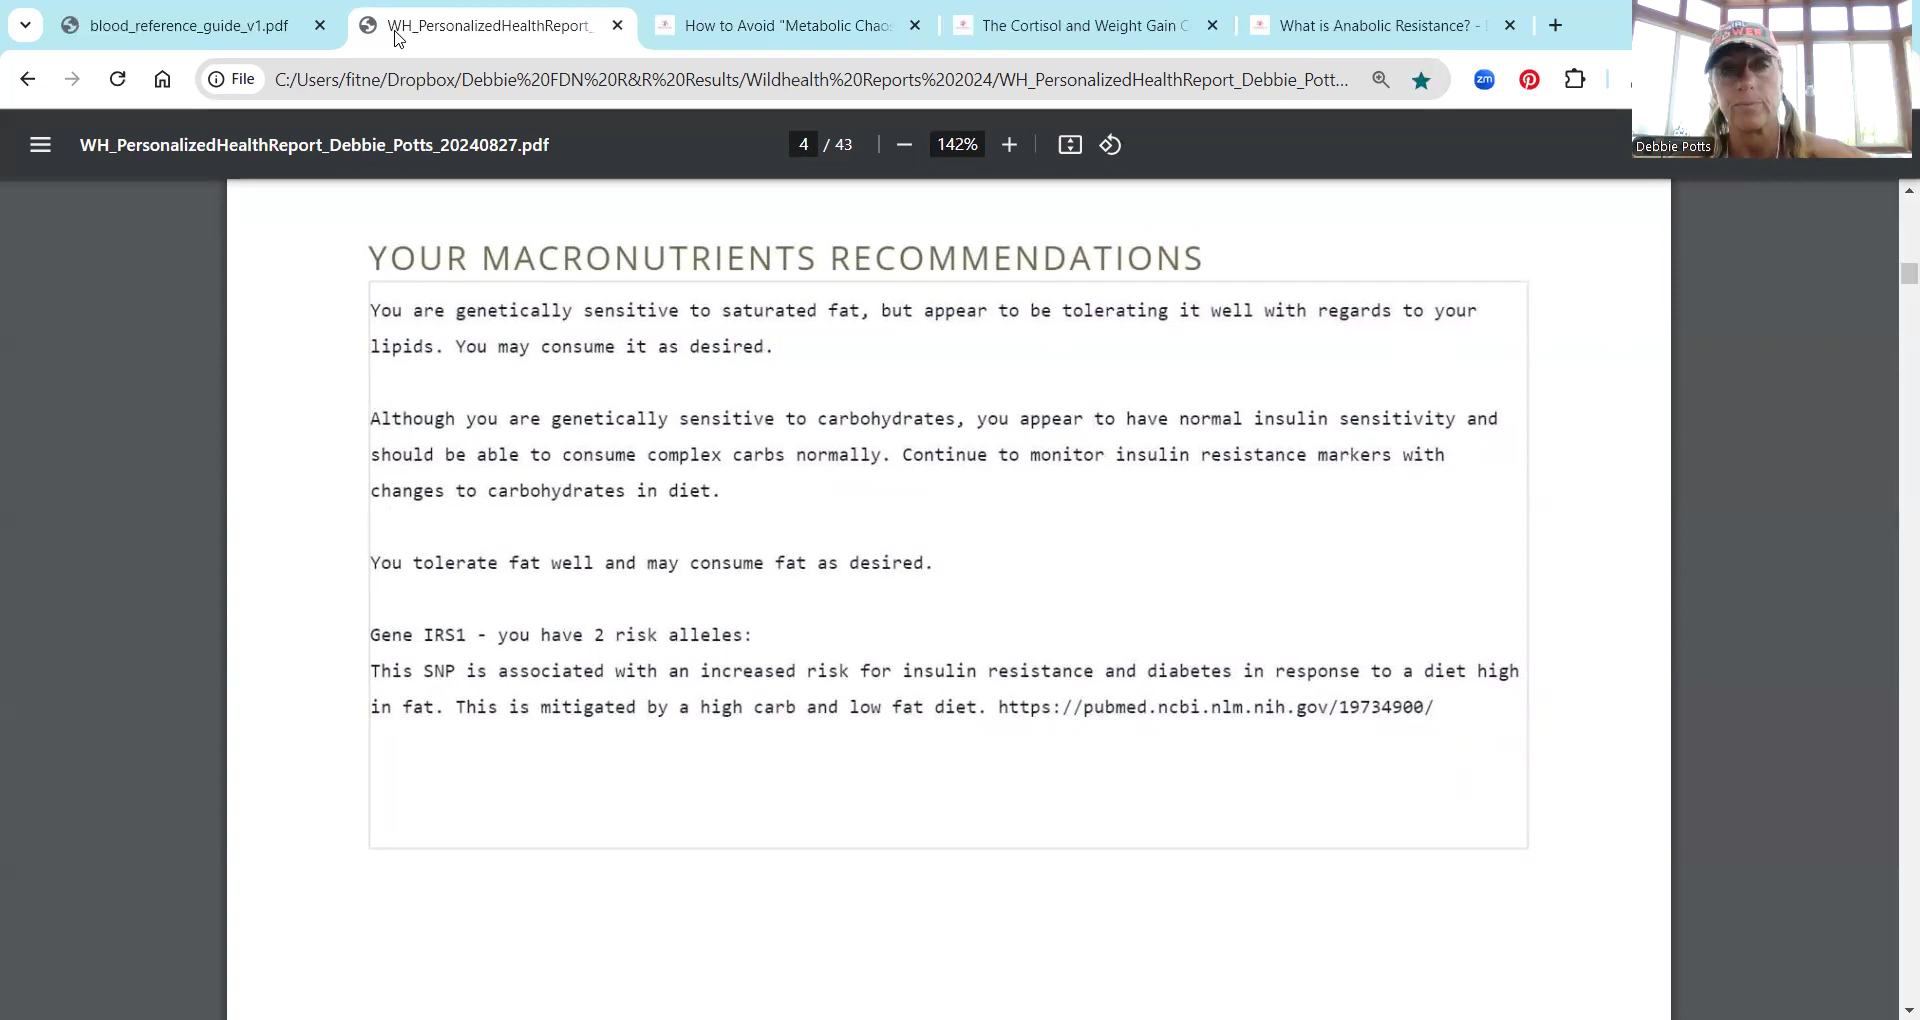 blood_reference_guide_v1.pdf
WH_PersonalizedHealthReport_
How to Avoid "Metabolic Chaos
The Cortisol and Weight Gain C
What is Anabolic Resistance? -
File
C:/Users/fitne/Dropbox/Debbie%20FDN%20R&R%20Results/Wildhealth%20Reports%202024/WH_PersonalizedHealthReport_Debbie_Pott...
zm
Debbie Potts
WH_PersonalizedHealthReport_Debbie_Potts_20240827.pdf
4 / 43
142%
YOUR MACRONUTRIENTS RECOMMENDATIONS
You are genetically sensitive to saturated fat, but appear to be tolerating it well with regards to your
lipids. You may consume it as desired.
Although you are genetically sensitive to carbohydrates, you appear to have normal insulin sensitivity and
should be able to consume complex carbs normally. Continue to monitor insulin resistance markers with
changes to carbohydrates in diet.
You tolerate fat well and may consume fat as desired.
Gene IRS1 - you have 2 risk alleles:
This SNP is associated with an increased risk for insulin resistance and diabetes in response to a diet high
in fat. This is mitigated by a high carb and low fat diet. https://pubmed.ncbi.nlm.nih.gov/19734900/